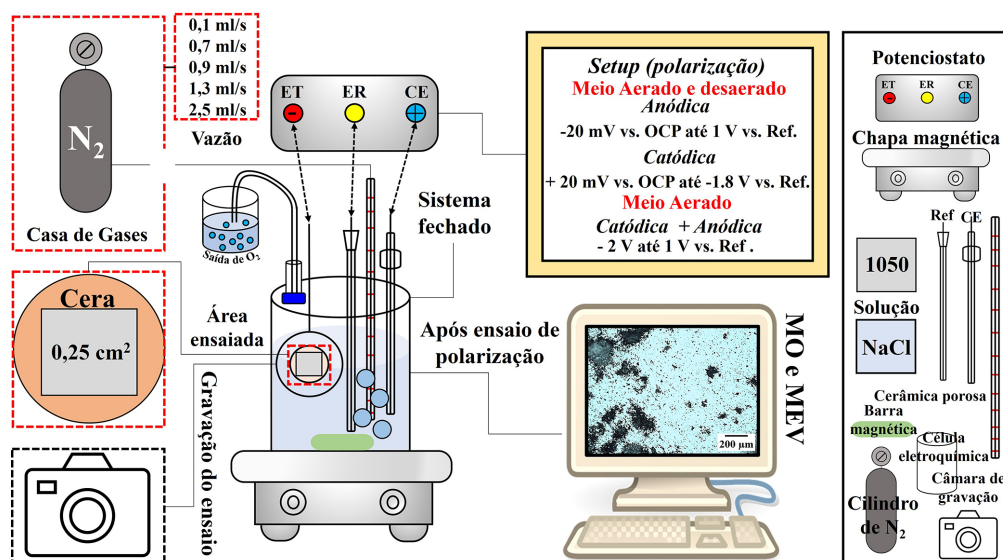 0,1 ml/s
0,7 ml/s
0,9 ml/s
1,3 ml/s
2,5 ml/s
Vazão
N2
Casa de Gases
Cera
0,25 cm²
ET ER CE
Saída de O2
Sistema
fechado
Área
ensaiada
Gravação do ensaio
Após ensaio de
polarização
Setup (polarização)
Meio Aerado e desaerado
Anódica
-20 mV vs. OCP até 1 V vs. Ref.
Catódica
+ 20 mV vs. OCP até -1.8 V vs. Ref.
Meio Aerado
Catódica + Anódica
- 2 V até 1 V vs. Ref .
200 µm
MO e MEV
Potenciostato
ET ER CE
Chapa magnética
Ref CE
1050
Solução
NaCl
Cerâmica porosa
Barra
magnética
Célula
eletroquímica
Cilindro
de N2
Câmara de
gravação